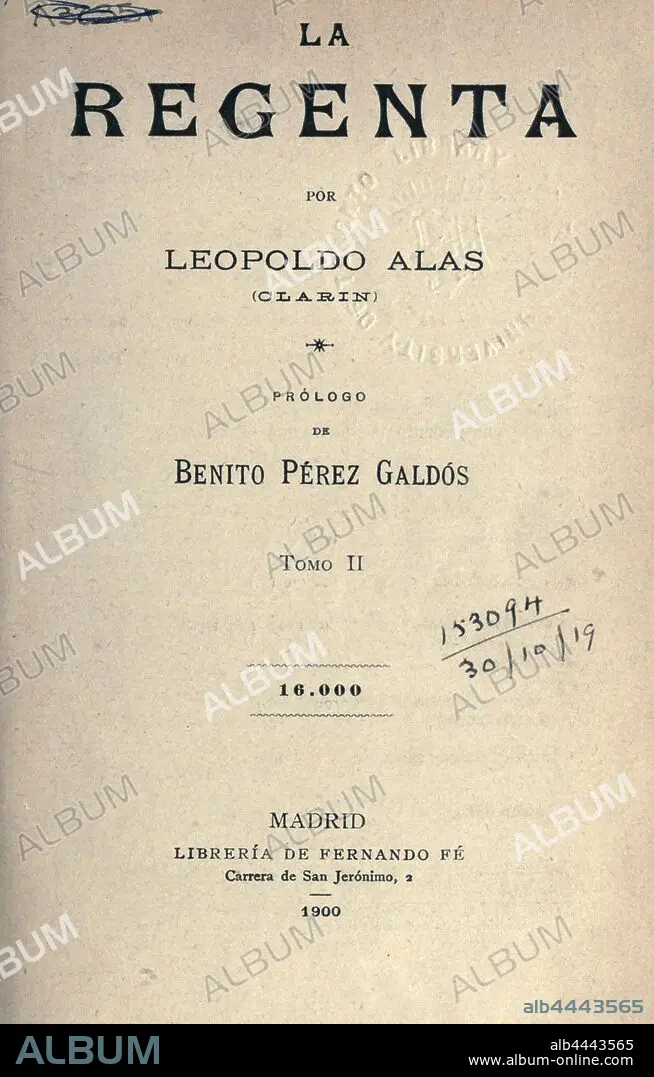 LA
REGENTA
POR
LEOPOLDO ALAS
(CLARIN)
PRÓLOGO
DE
BENITO PÉREZ GALDÓS
TOMO II
153094
30/10/19
16.000
MADRID
LIBRERÍA DE FERNANDO FÉ
Carrera de San Jerónimo, 2
1900
alb4443565
ALBUM
alb4443565
www.album-online.com